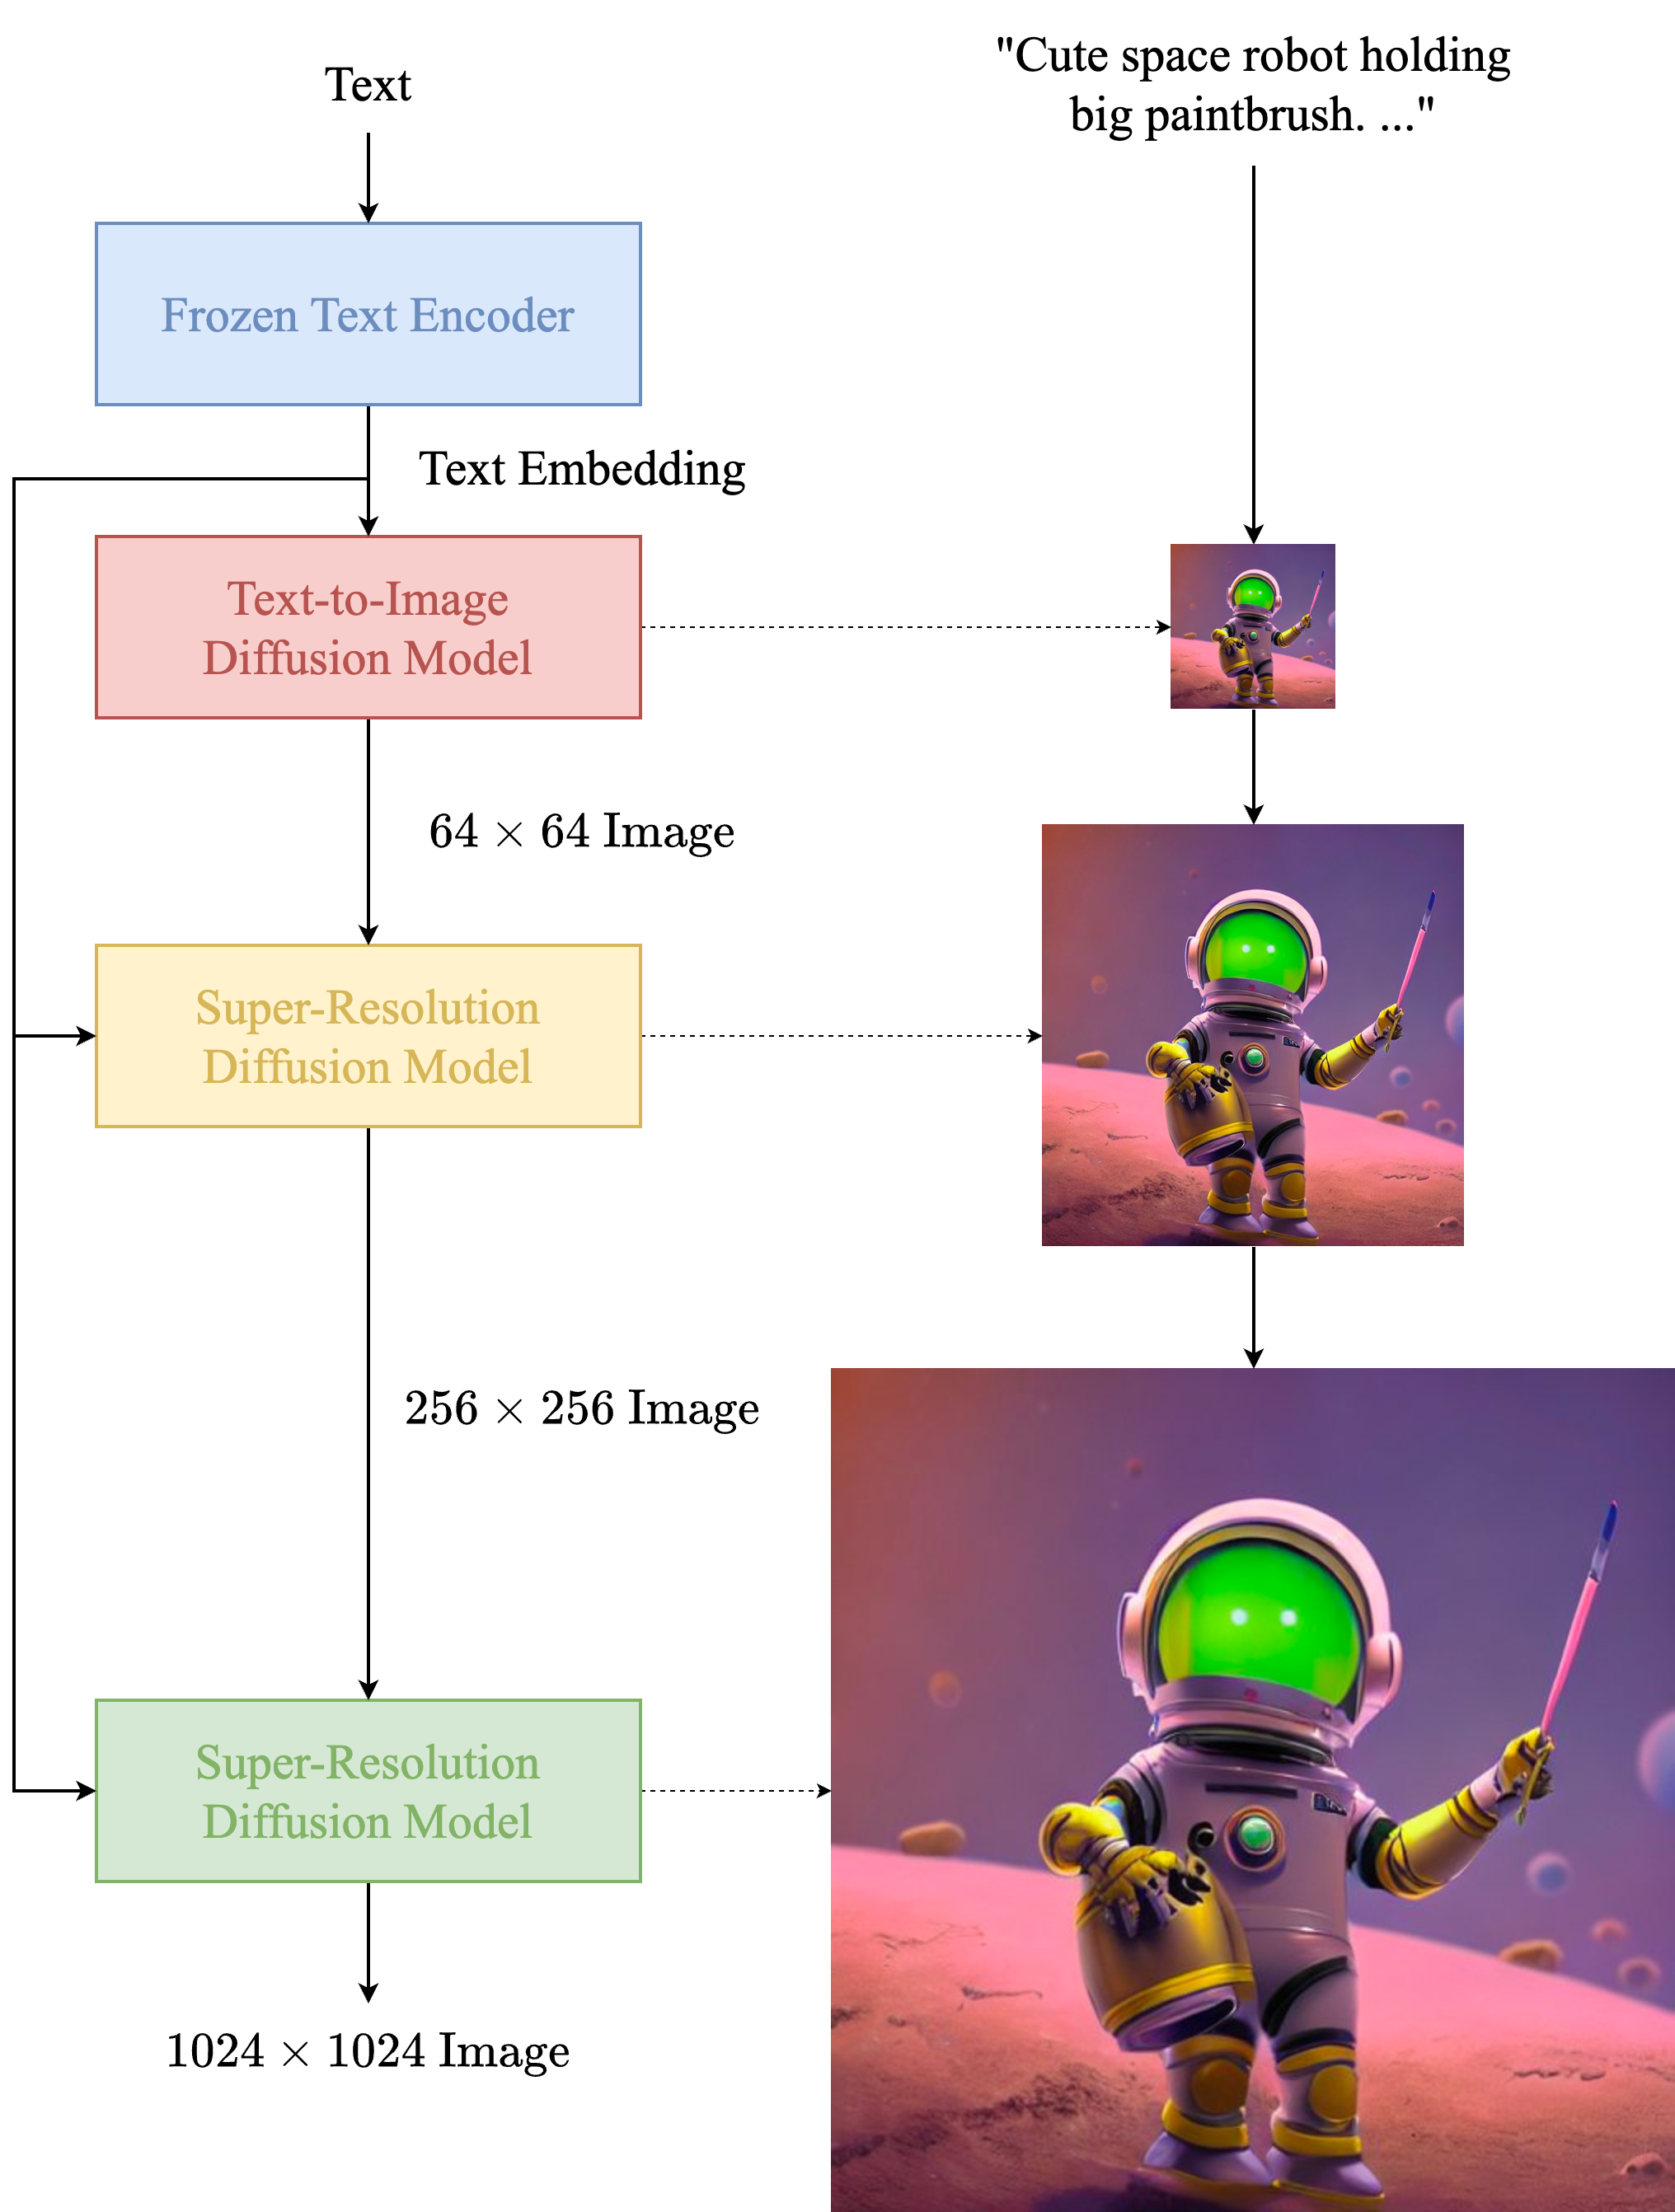 Text
"Cute space robot holding
big paintbrush. ..."
Frozen Text Encoder
Text Embedding
Text-to-Image
Diffusion Model
64 × 64 Image
Super-Resolution
Diffusion Model
256 × 256 Image
Super-Resolution
Diffusion Model
1024 × 1024 Image